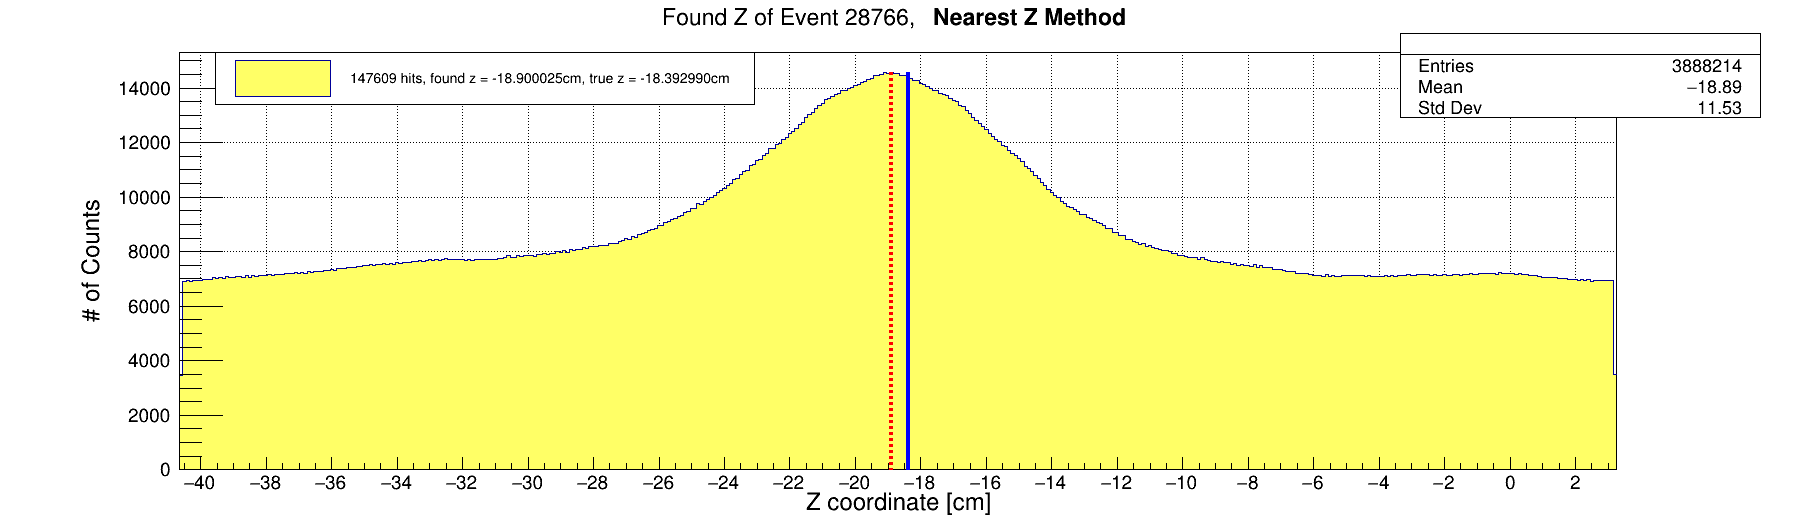 Found Z of Event 28766, Nearest Z Method
147609 hits, found z = -18.900025cm, true z = -18.392990cm
Entries 3888214
Mean −18.89
Std Dev 11.53
# of Counts
14000
12000
10000
8000
6000
4000
2000
0
−40 −38 −36 −34 −32 −30 −28 −26 −24 −22 −20 −18 −16 −14 −12 −10 −8 −6 −4 −2 0 2
Z coordinate [cm]